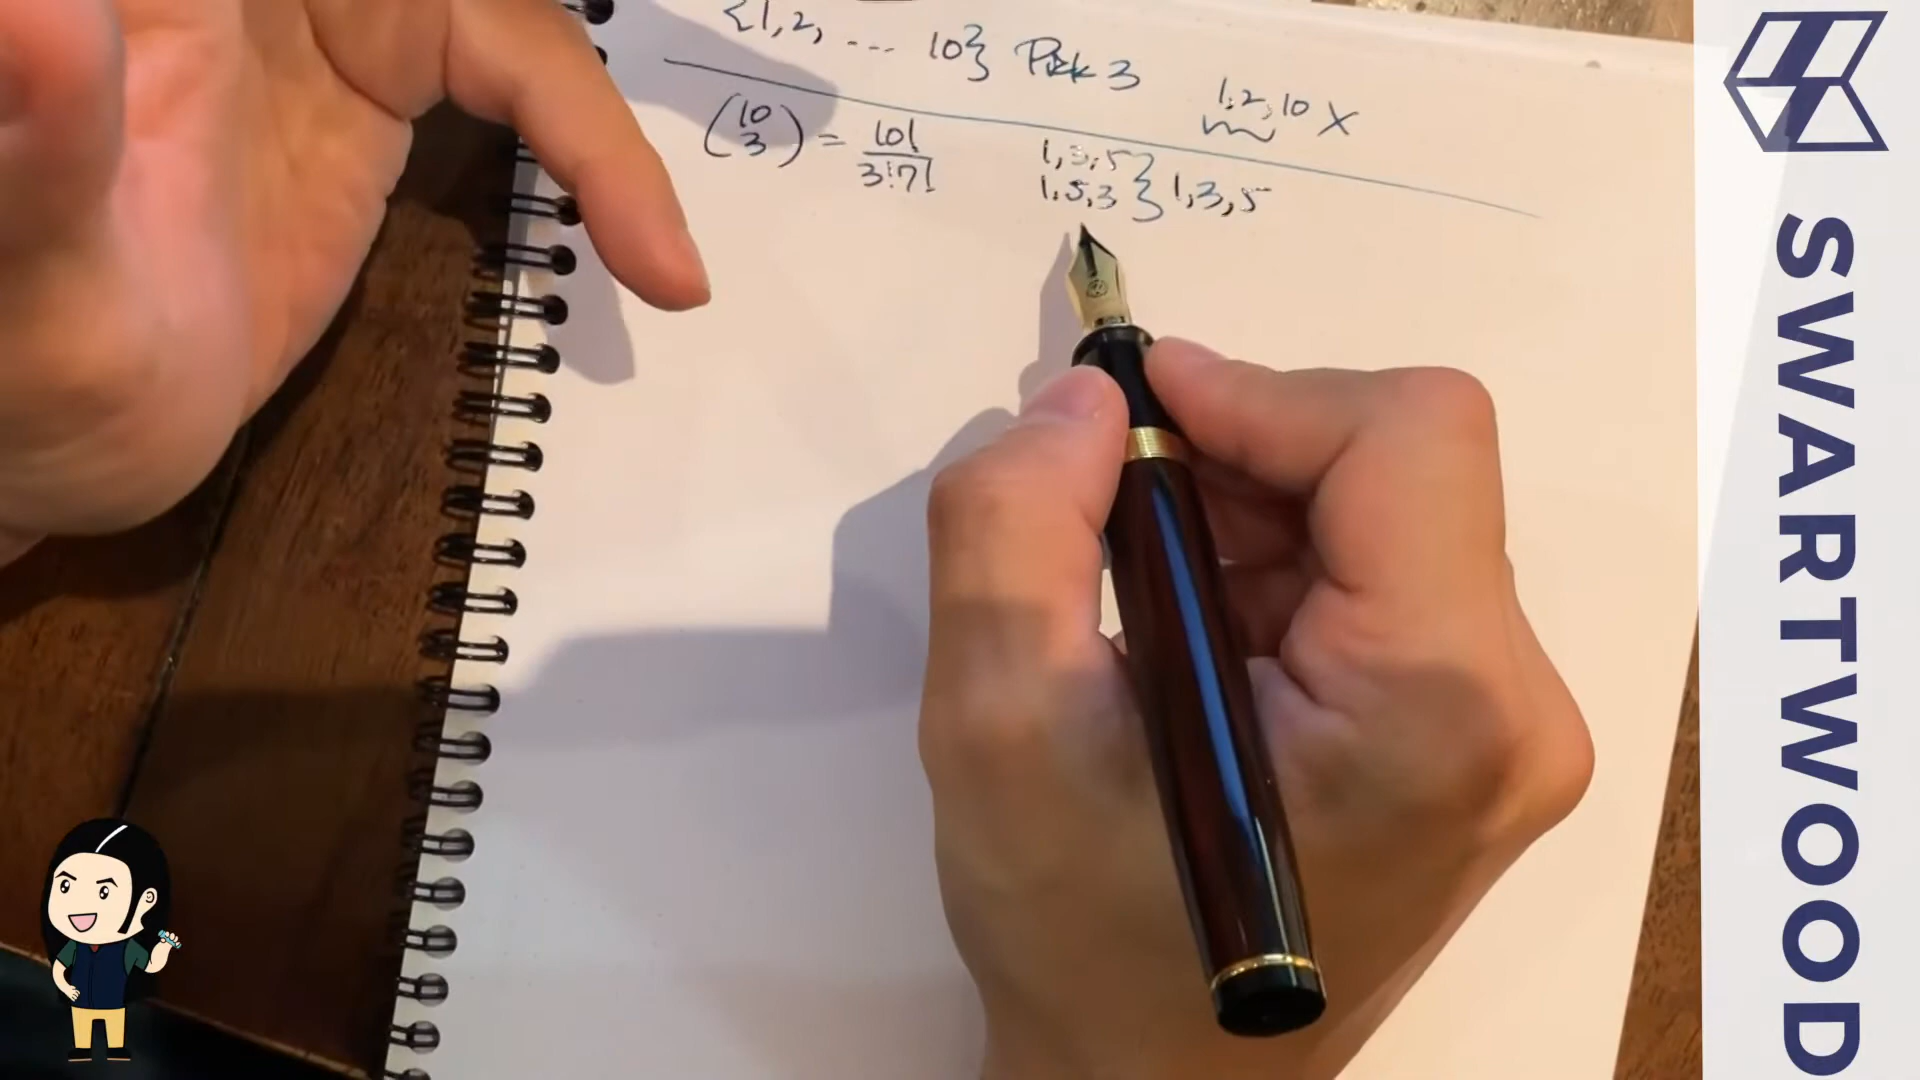 {1,2, ... 10} Pick 3
1,2,10 X
(10 3) = 10! / 3!7!
1,3,5
1,5,3 } 1,3,5
SWARTWOOD